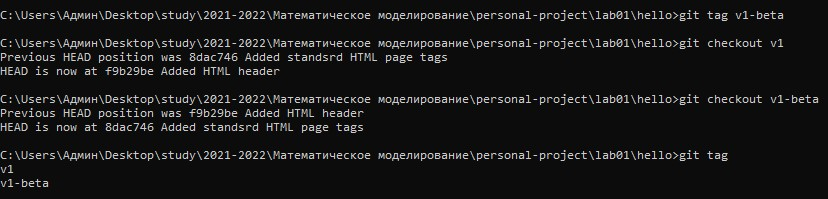 C:\Users\Админ\Desktop\study\2021-2022\Математическое моделирование\personal-project\lab01\hello>git tag v1-beta
C:\Users\Админ\Desktop\study\2021-2022\Математическое моделирование\personal-project\lab01\hello>git checkout v1
Previous HEAD position was 8dac746 Added standsrd HTML page tags
HEAD is now at f9b29be Added HTML header
C:\Users\Админ\Desktop\study\2021-2022\Математическое моделирование\personal-project\lab01\hello>git checkout v1-beta
Previous HEAD position was f9b29be Added HTML header
HEAD is now at 8dac746 Added standsrd HTML page tags
C:\Users\Админ\Desktop\study\2021-2022\Математическое моделирование\personal-project\lab01\hello>git tag
v1
v1-beta